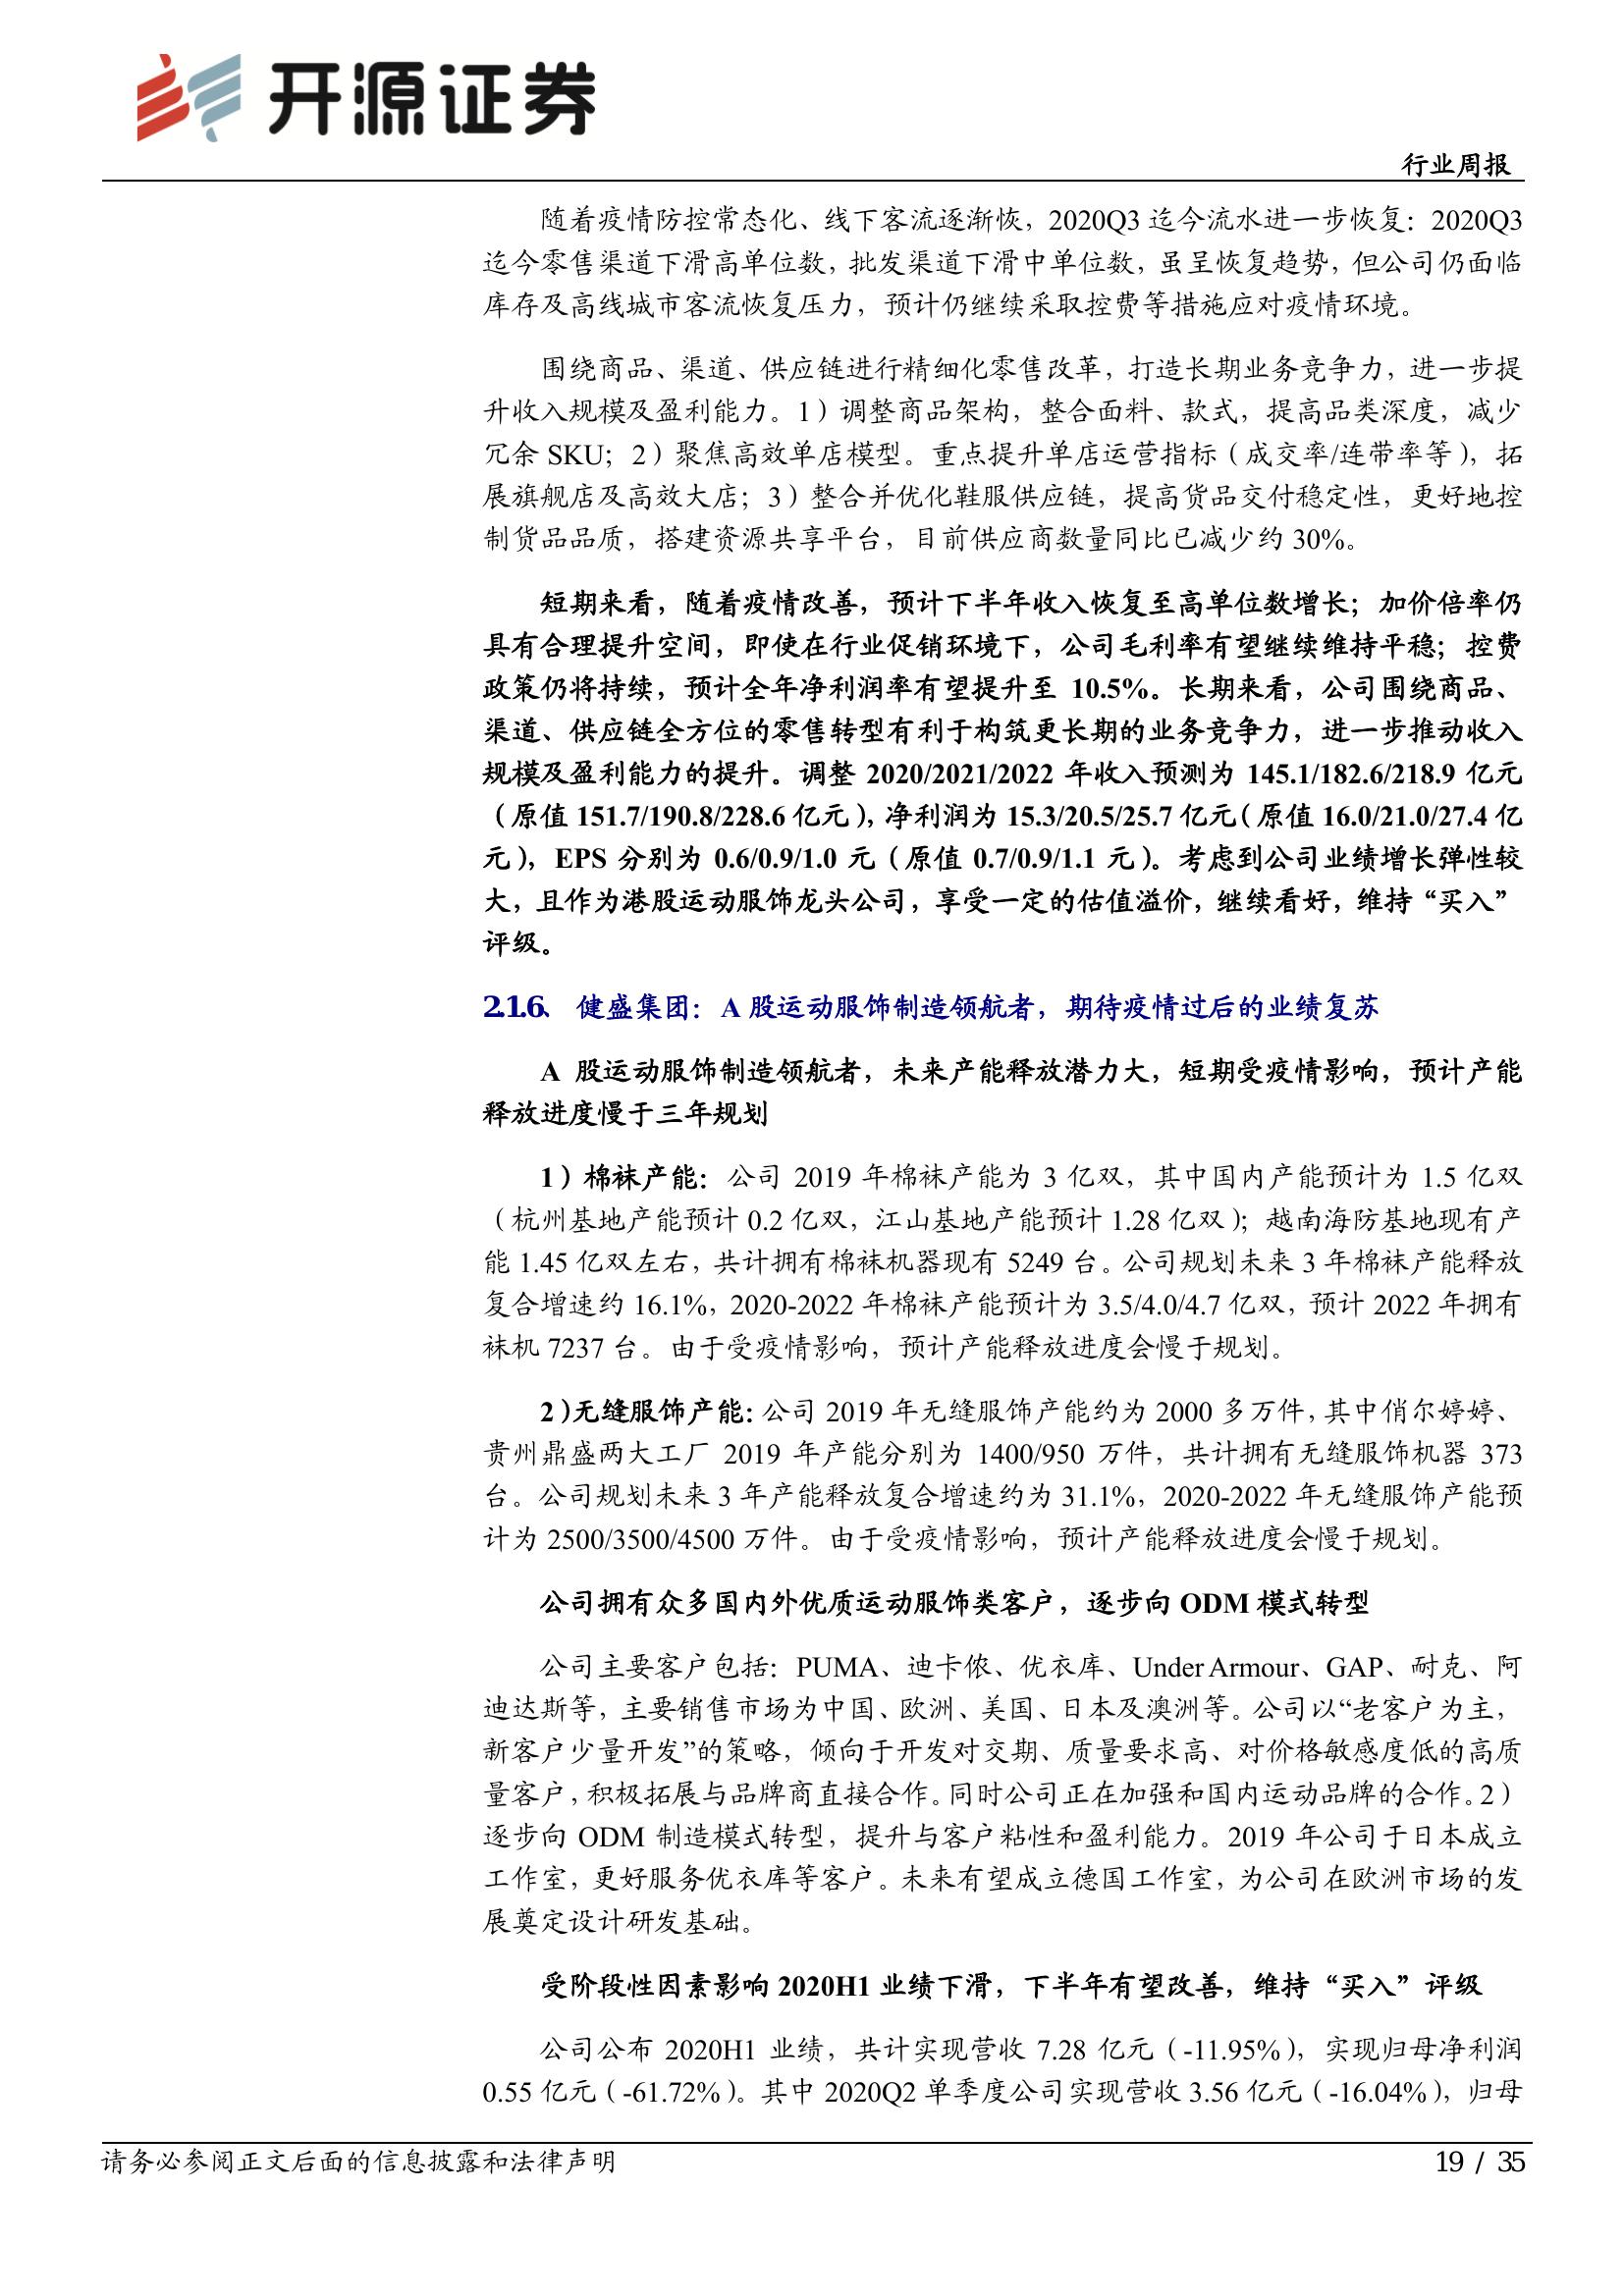 开源证券
行业周报
随着疫情防控常态化、线下客流逐渐恢，2020Q3 迄今流水进一步恢复：2020Q3
迄今零售渠道下滑高单位数，批发渠道下滑中单位数，虽呈恢复趋势，但公司仍面临
库存及高线城市客流恢复压力，预计仍继续采取控费等措施应对疫情环境。
围绕商品、渠道、供应链进行精细化零售改革，打造长期业务竞争力，进一步提
升收入规模及盈利能力。1）调整商品架构，整合面料、款式，提高品类深度，减少
冗余 SKU；2）聚焦高效单店模型。重点提升单店运营指标（成交率/连带率等），拓
展旗舰店及高效大店；3）整合并优化鞋服供应链，提高货品交付稳定性，更好地控
制货品品质，搭建资源共享平台，目前供应商数量同比已减少约 30%。
短期来看，随着疫情改善，预计下半年收入恢复至高单位数增长；加价倍率仍
具有合理提升空间，即使在行业促销环境下，公司毛利率有望继续维持平稳；控费
政策仍将持续，预计全年净利润率有望提升至 10.5%。长期来看，公司围绕商品、
渠道、供应链全方位的零售转型有利于构筑更长期的业务竞争力，进一步推动收入
规模及盈利能力的提升。调整 2020/2021/2022 年收入预测为 145.1/182.6/218.9 亿元
（原值 151.7/190.8/228.6 亿元），净利润为 15.3/20.5/25.7 亿元（原值 16.0/21.0/27.4 亿
元），EPS 分别为 0.6/0.9/1.0 元（原值 0.7/0.9/1.1 元）。考虑到公司业绩增长弹性较
大，且作为港股运动服饰龙头公司，享受一定的估值溢价，继续看好，维持“买入”
评级。
2.1.6、 健盛集团：A 股运动服饰制造领航者，期待疫情过后的业绩复苏
A 股运动服饰制造领航者，未来产能释放潜力大，短期受疫情影响，预计产能
释放进度慢于三年规划
1）棉袜产能：公司 2019 年棉袜产能为 3 亿双，其中国内产能预计为 1.5 亿双
（杭州基地产能预计 0.2 亿双，江山基地产能预计 1.28 亿双）；越南海防基地现有产
能 1.45 亿双左右，共计拥有棉袜机器现有 5249 台。公司规划未来 3 年棉袜产能释放
复合增速约 16.1%，2020-2022 年棉袜产能预计为 3.5/4.0/4.7 亿双，预计 2022 年拥有
袜机 7237 台。由于受疫情影响，预计产能释放进度会慢于规划。
2）无缝服饰产能：公司 2019 年无缝服饰产能约为 2000 多万件，其中俏尔婷婷、
贵州鼎盛两大工厂 2019 年产能分别为 1400/950 万件，共计拥有无缝服饰机器 373
台。公司规划未来 3 年产能释放复合增速约为 31.1%，2020-2022 年无缝服饰产能预
计为 2500/3500/4500 万件。由于受疫情影响，预计产能释放进度会慢于规划。
公司拥有众多国内外优质运动服饰类客户，逐步向 ODM 模式转型
公司主要客户包括：PUMA、迪卡侬、优衣库、Under Armour、GAP、耐克、阿
迪达斯等，主要销售市场为中国、欧洲、美国、日本及澳洲等。公司以“老客户为主，
新客户少量开发”的策略，倾向于开发对交期、质量要求高、对价格敏感度低的高质
量客户，积极拓展与品牌商直接合作。同时公司正在加强和国内运动品牌的合作。2）
逐步向 ODM 制造模式转型，提升与客户粘性和盈利能力。2019 年公司于日本成立
工作室，更好服务优衣库等客户。未来有望成立德国工作室，为公司在欧洲市场的发
展奠定设计研发基础。
受阶段性因素影响 2020H1 业绩下滑，下半年有望改善，维持“买入”评级
公司公布 2020H1 业绩，共计实现营收 7.28 亿元（-11.95%），实现归母净利润
0.55 亿元（-61.72%）。其中 2020Q2 单季度公司实现营收 3.56 亿元（-16.04%），归母
请务必参阅正文后面的信息披露和法律声明
19 / 35